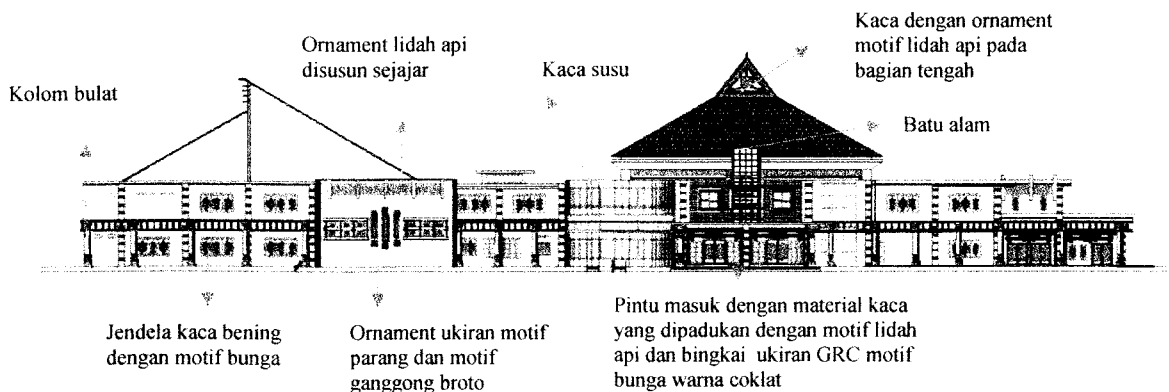 Kaca dengan ornament
motif lidah api pada
bagian tengah
Ornament lidah api
disusun sejajar
Kaca susu
Kolom bulat
Batu alam
Jendela kaca bening
dengan motif bunga
Ornament ukiran motif
parang dan motif
ganggong broto
Pintu masuk dengan material kaca
yang dipadukan dengan motif lidah
api dan bingkai ukiran GRC motif
bunga warna coklat